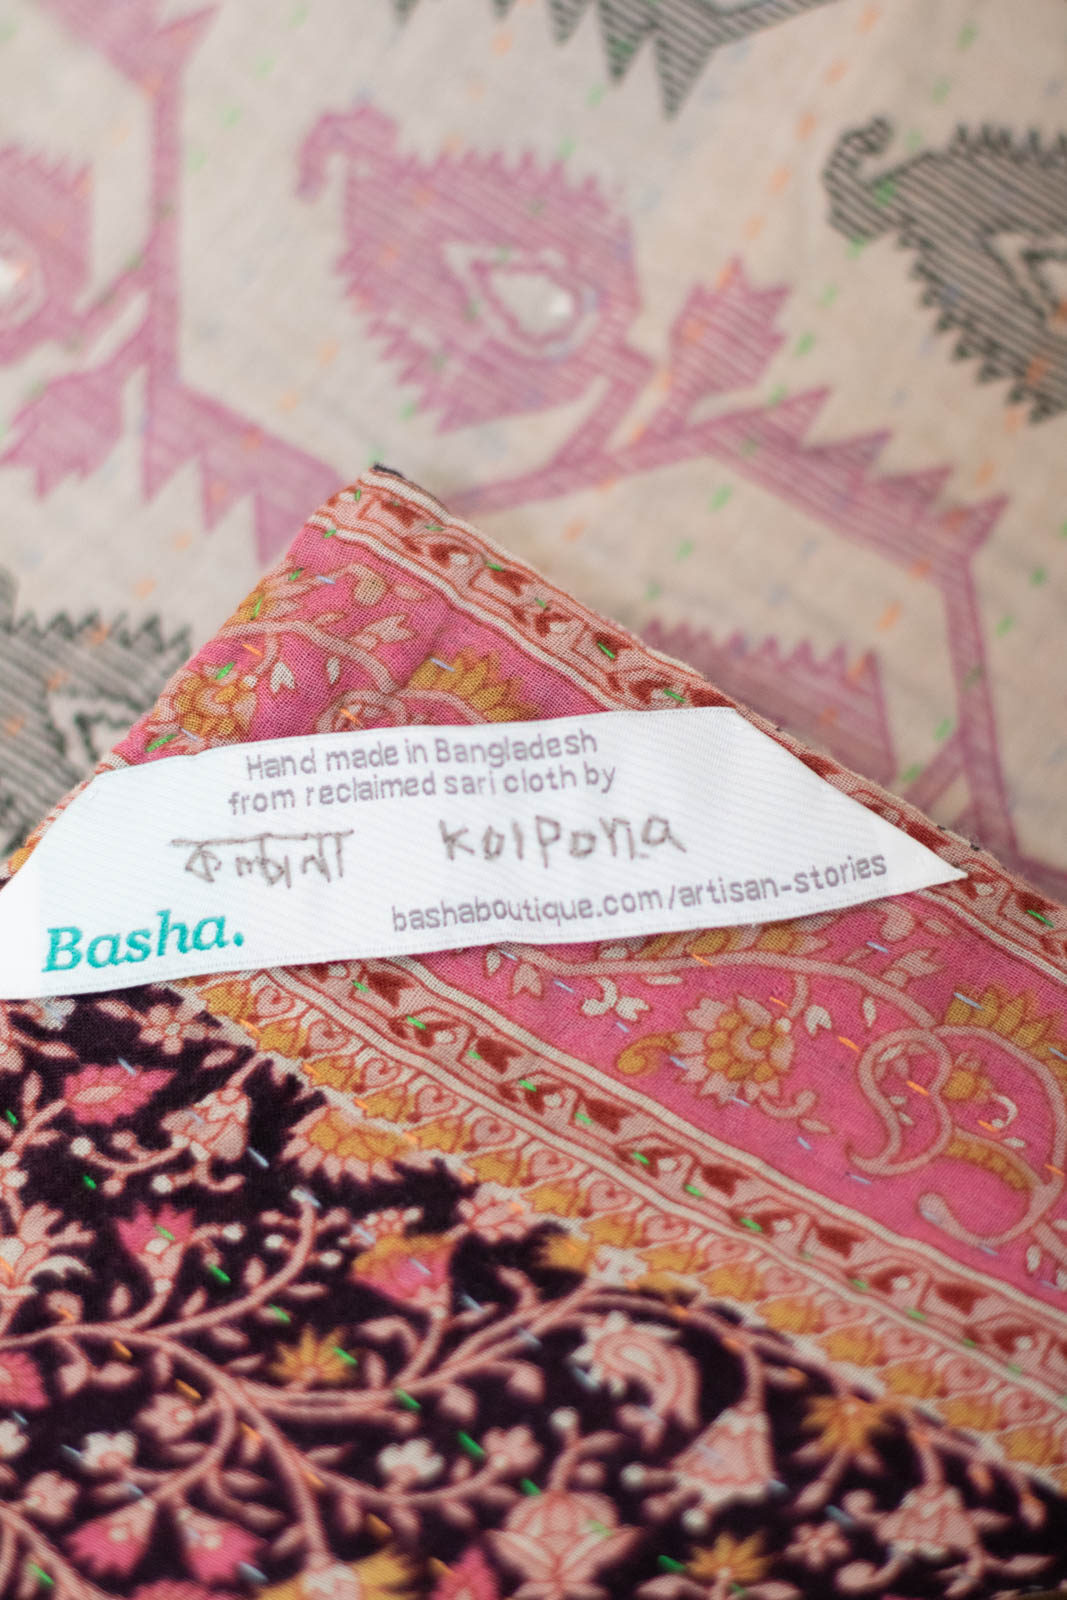 Hand made in Bangladesh
from reclaimed sari cloth by
কল্পনা Kolpona
bashaboutique.com/artisan-stories
Basha.